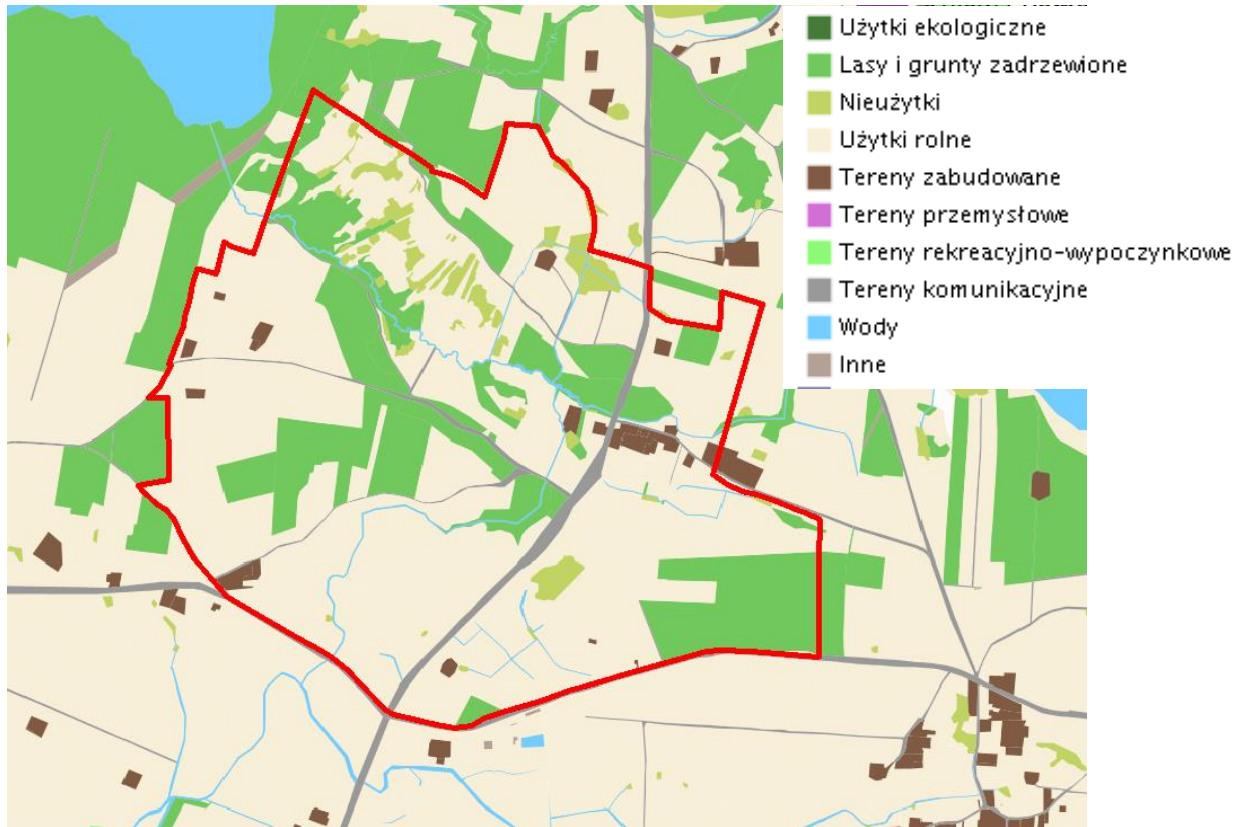 Użytki ekologiczne
Lasy i grunty zadrzewione
Nieużytki
Użytki rolne
Tereny zabudowane
Tereny przemysłowe
Tereny rekreacyjno-wypoczynkowe
Tereny komunikacyjne
Wody
Inne